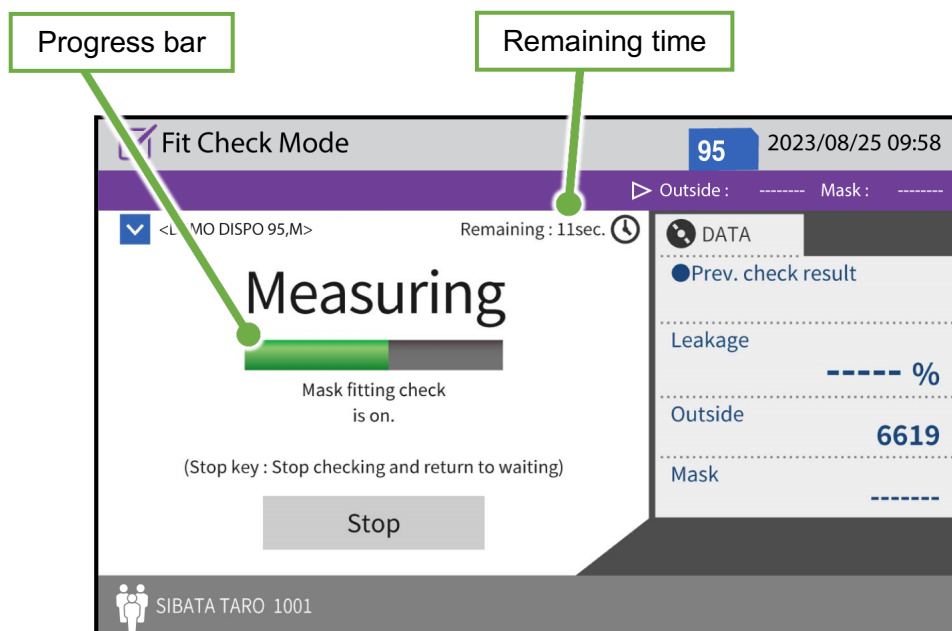 Progress bar
Remaining time
Fit Check Mode
95
2023/08/25 09:58
Outside : -------- Mask : --------
MO DISPO 95,M>
Remaining : 11sec.
DATA
Measuring
Prev. check result
Leakage
----- %
Mask fitting check
is on.
Outside
6619
(Stop key : Stop checking and return to waiting)
Mask
-------
Stop
SIBATA TARO 1001